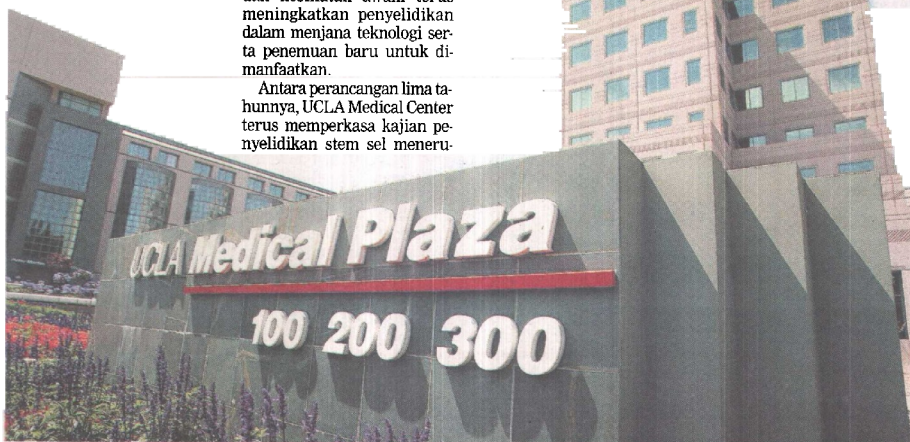 meningkatkan penyelidikan
dalam menjana teknologi ser-
ta penemuan baru untuk di-
manfaatkan.
Antara perancangan lima ta-
hunnya, UCLA Medical Center
terus memperkasa kajian pe-
nyelidikan stem sel meneru-
UCLA Medical Plaza
100 200 300